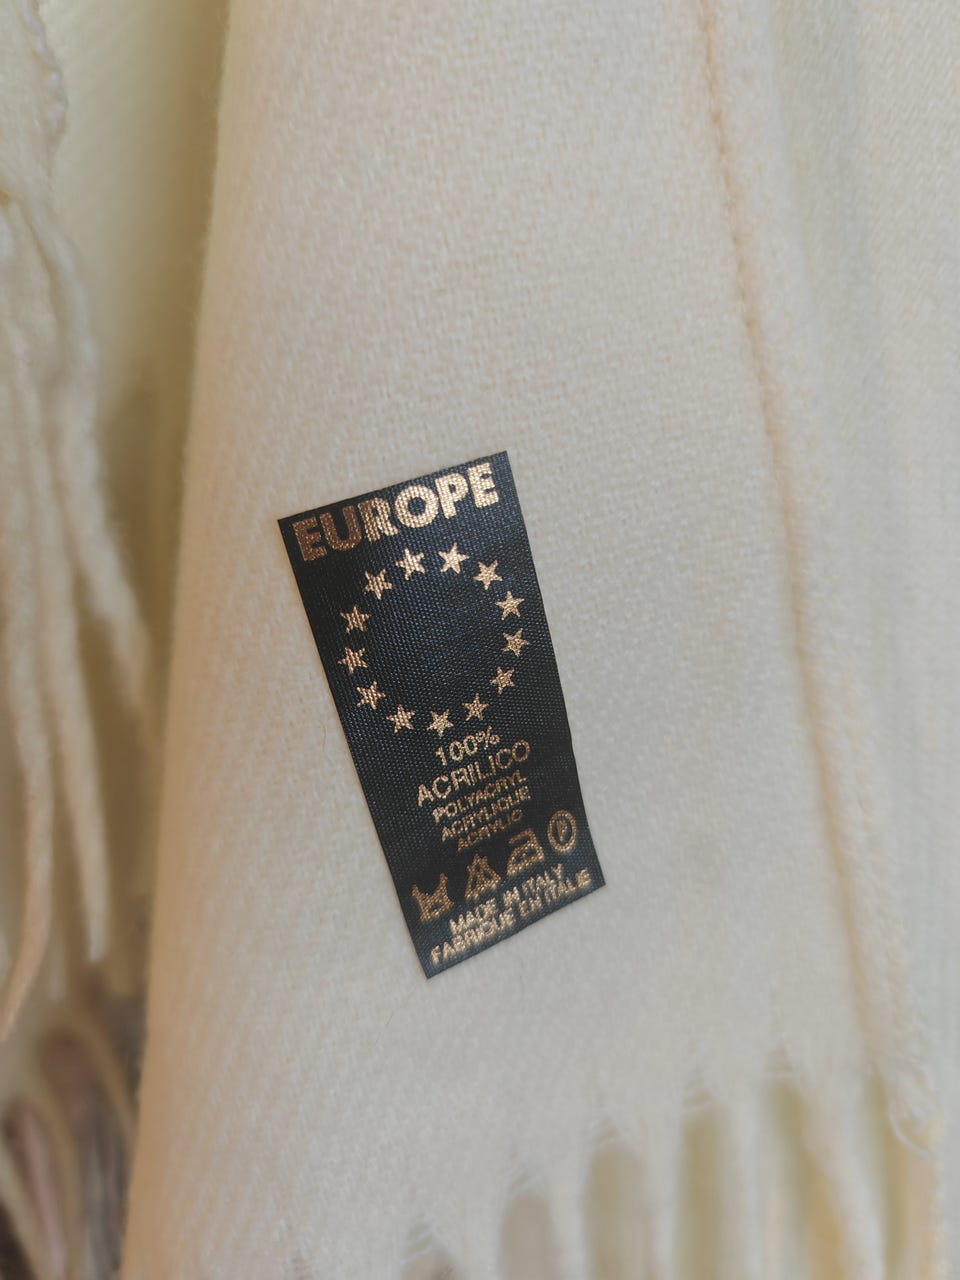 EUROPE
100%
ACRILICO
POLYACRYL
ACRYLIQUE
ACRYLIC
P
MADE IN ITALY
FABRIQUE EN ITALIE